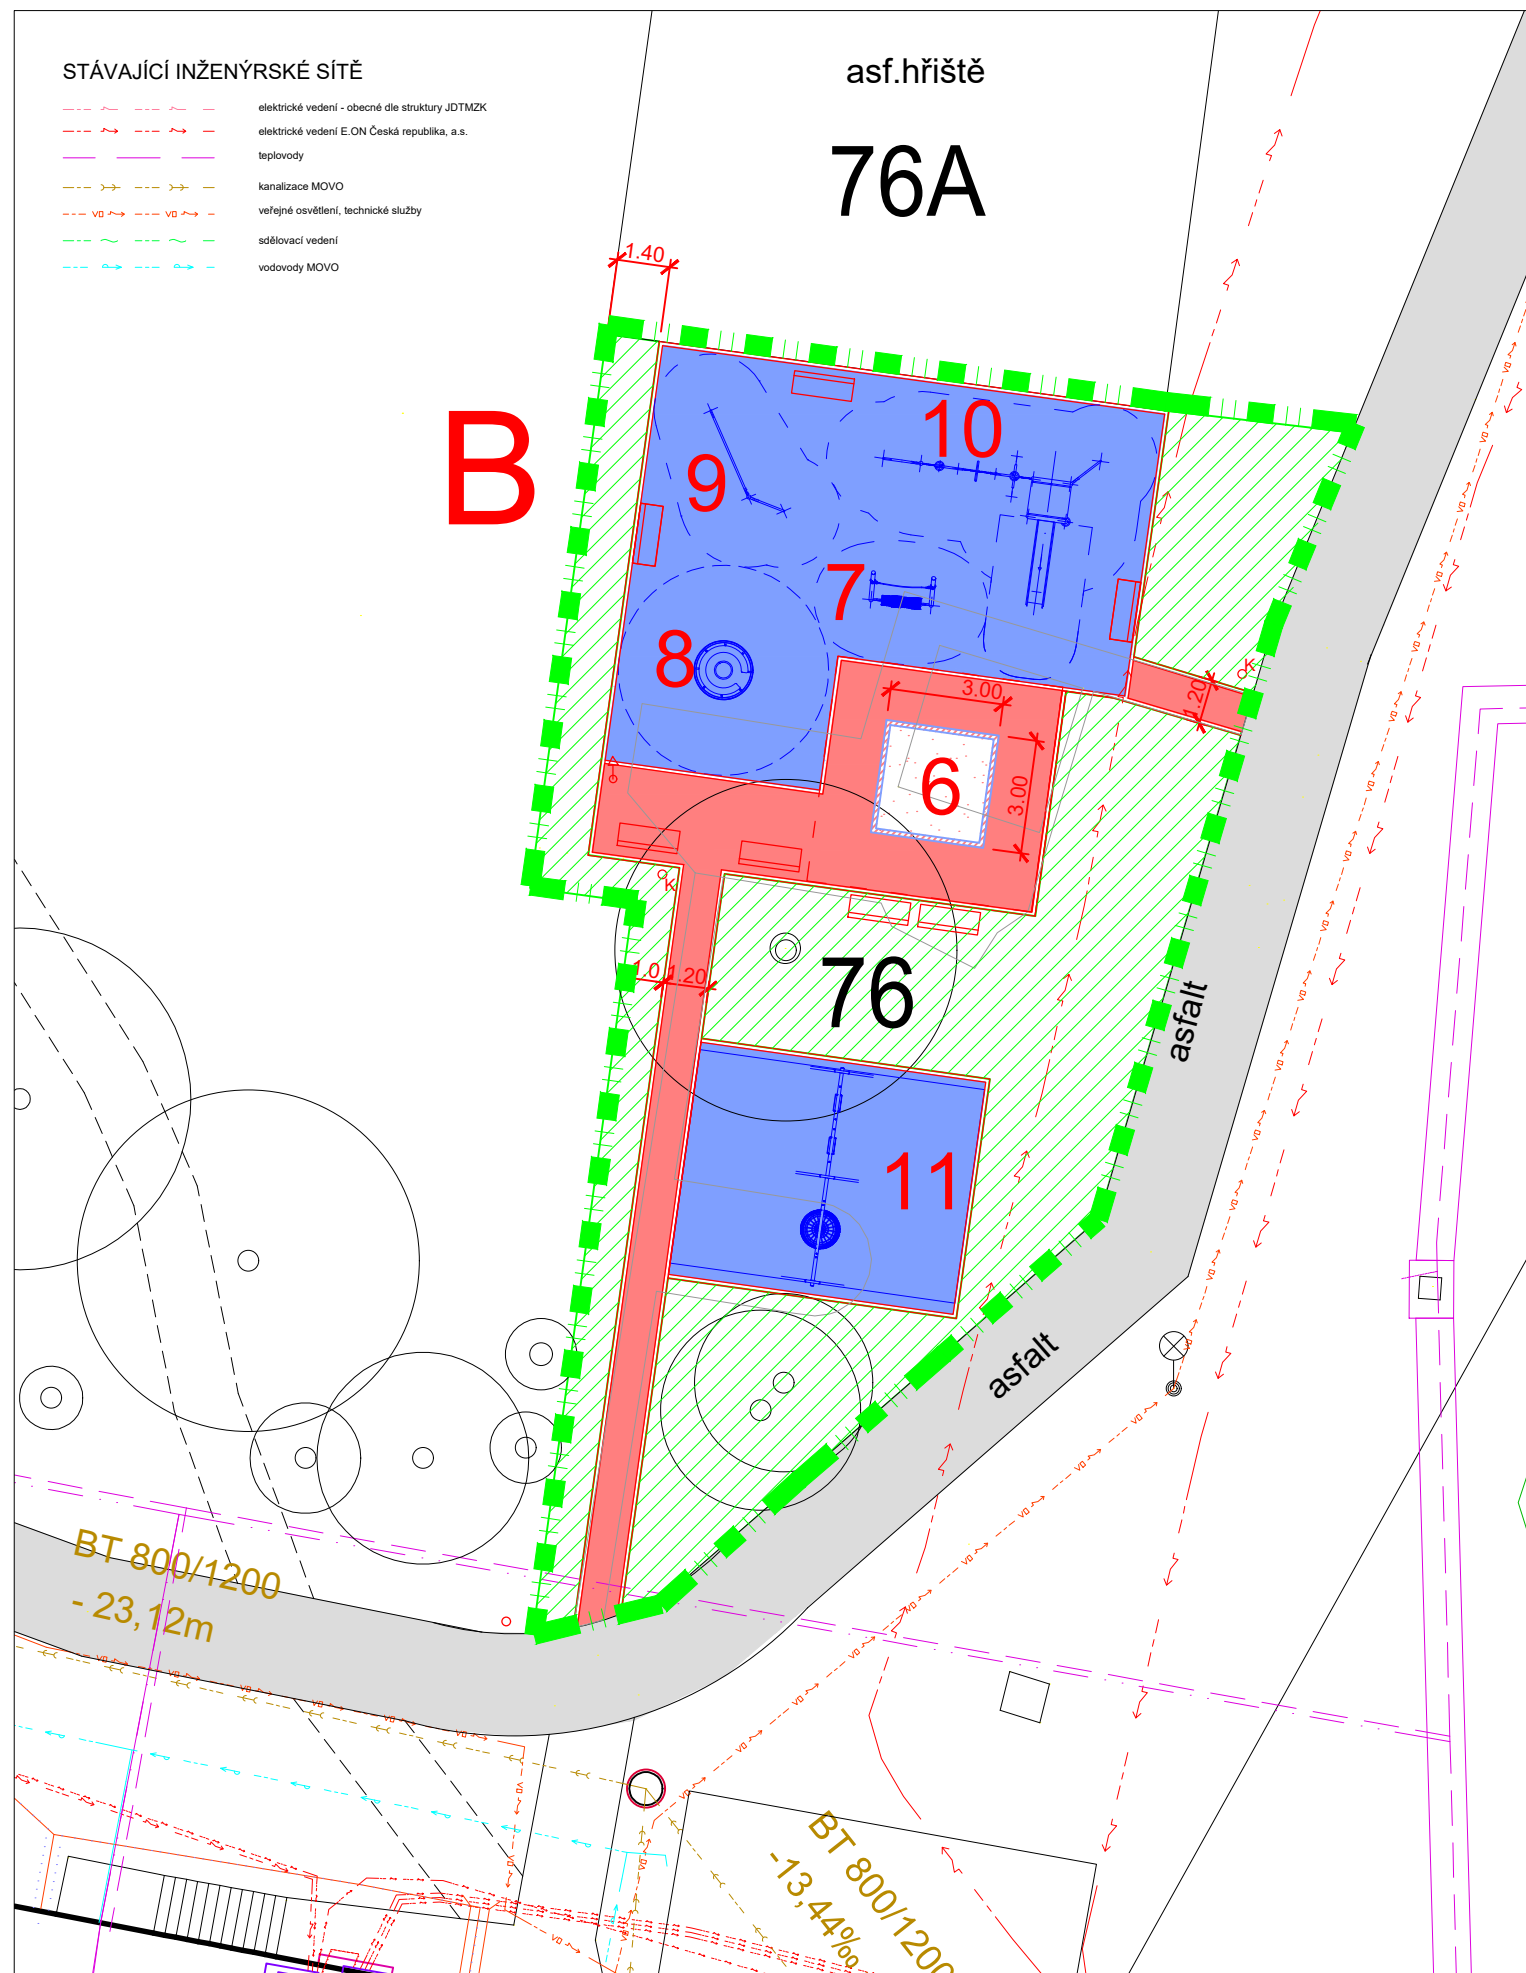 STÁVAJÍCÍ INŽENÝRSKÉ SÍTĚ
elektrické vedení - obecné dle struktury JDTMZK
elektrické vedení E.ON Česká republika, a.s.
teplovody
kanalizace MOVO
VO VO veřejné osvětlení, technické služby
sdělovací vedení
vodovody MOVO
asf.hřiště
76A
1.40
B
10
9
7
8
K
3.00
1.20
6
3.00
K
1.0 1.20
76
asfalt
11
asfalt
BT 800/1200
- 23,12m
BT 800/1200
-13,44‰